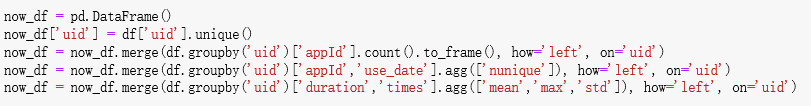 now_df = pd.DataFrame()
now_df['uid'] = df['uid'].unique()
now_df = now_df.merge(df.groupby('uid')['appId'].count().to_frame(), how='left', on='uid')
now_df = now_df.merge(df.groupby('uid')['appId','use_date'].agg(['nunique']), how='left', on='uid')
now_df = now_df.merge(df.groupby('uid')['duration','times'].agg(['mean','max','std']), how='left', on='uid')